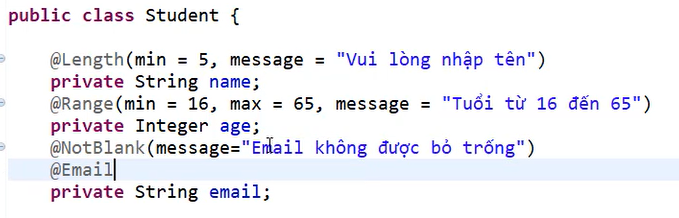 public class Student {
@Length(min = 5, message = "Vui lòng nhập tên")
private String name;
@Range(min = 16, max = 65, message = "Tuổi từ 16 đến 65")
private Integer age;
@NotBlank(message="Email không được bỏ trống")
@Email
private String email;